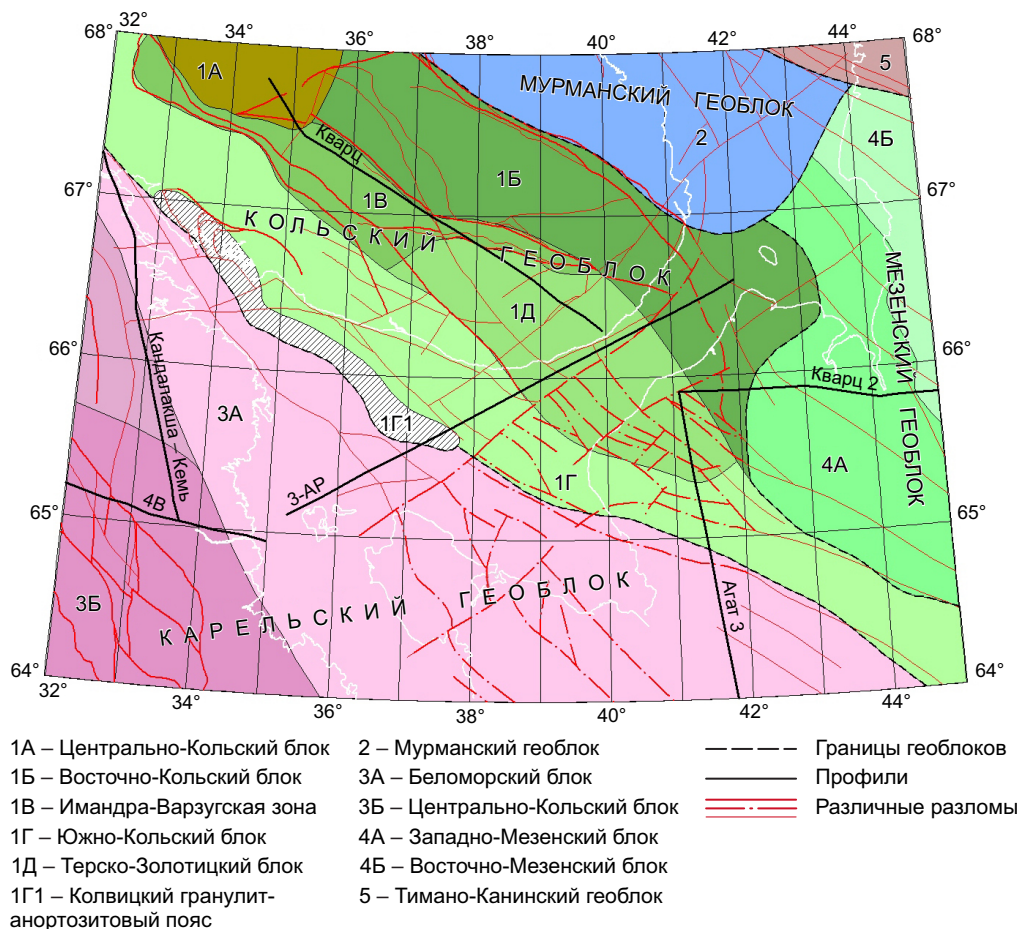 32° 34° 36° 38° 40° 42° 44°
68° 68°
1А
5
МУРМАНСКИЙ ГЕОБЛОК
2
4Б
Кварц
1Б
67° 67°
1В
КОЛЬСКИЙ ГЕОБЛОК
МЕЗЕНСКИЙ ГЕОБЛОК
1Д
66° 66°
Кандалакша – Кемь
Кварц 2
3А
1Г1
4А
1Г
3-АР
4В
65° 65°
Агат 3
3Б
КАРЕЛЬСКИЙ ГЕОБЛОК
64° 64°
32° 34° 36° 38° 40° 42° 44°
1А – Центрально-Кольский блок
1Б – Восточно-Кольский блок
1В – Имандра-Варзугская зона
1Г – Южно-Кольский блок
1Д – Терско-Золотицкий блок
1Г1 – Колвицкий гранулит-
анортозитовый пояс
2 – Мурманский геоблок
3А – Беломорский блок
3Б – Центрально-Кольский блок
4А – Западно-Мезенский блок
4Б – Восточно-Мезенский блок
5 – Тимано-Канинский геоблок
Границы геоблоков
Профили
Различные разломы